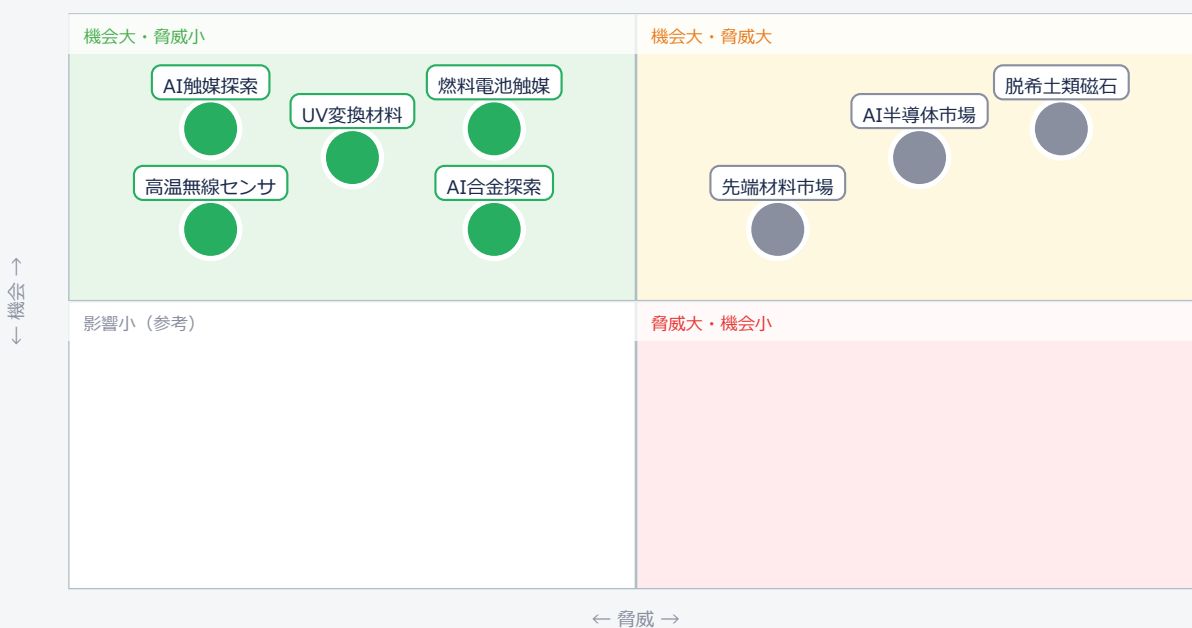 機会大・脅威小
機会大・脅威大
AI触媒探索
燃料電池触媒
脱希土類磁石
UV変換材料
AI半導体市場
高温無線センサ
AI合金探索
先端材料市場
← 機会 →
影響小（参考）
脅威大・機会小
← 脅威 →